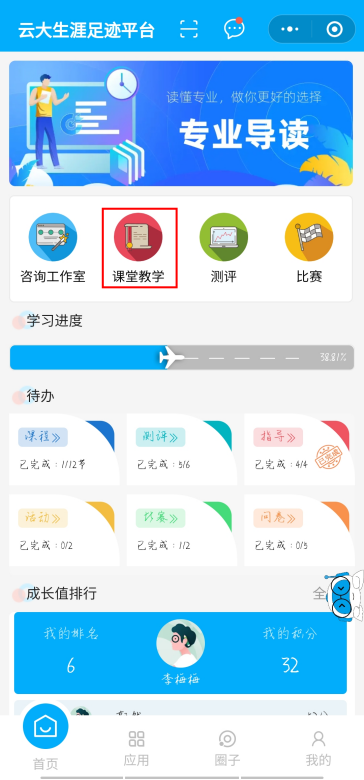 云大生涯足迹平台
读懂专业，做你更好的选择
专业导读
咨询工作室 课堂教学 测评 比赛
学习进度
38.81%
待办
课程 测评 指导
已完成：1/12节 已完成：5/6 已完成：4/4
活动 比赛 问卷
已完成：0/2 已完成：1/2 已完成：0/5
成长值排行
全
我的排名 我的积分
6 32
李梅梅
首页 应用 圈子 我的